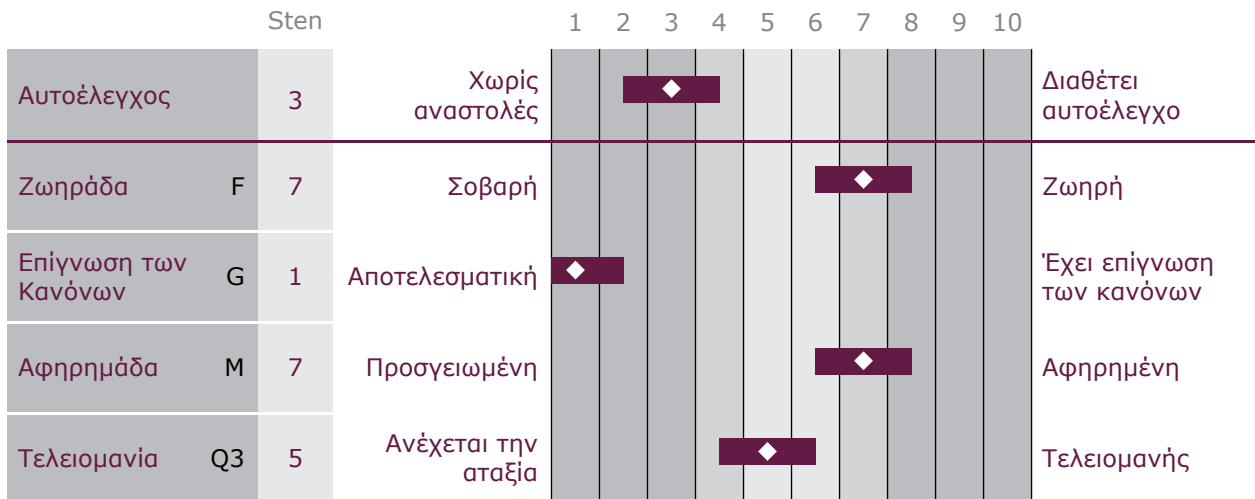 Sten 1 2 3 4 5 6 7 8 9 10
Αυτοέλεγχος 3 Χωρίς αναστολές Διαθέτει αυτοέλεγχο
Ζωηράδα F 7 Σοβαρή Ζωηρή
Επίγνωση των Κανόνων G 1 Αποτελεσματική Έχει επίγνωση των κανόνων
Αφηρημάδα M 7 Προσγειωμένη Αφηρημένη
Τελειομανία Q3 5 Ανέχεται την αταξία Τελειομανής